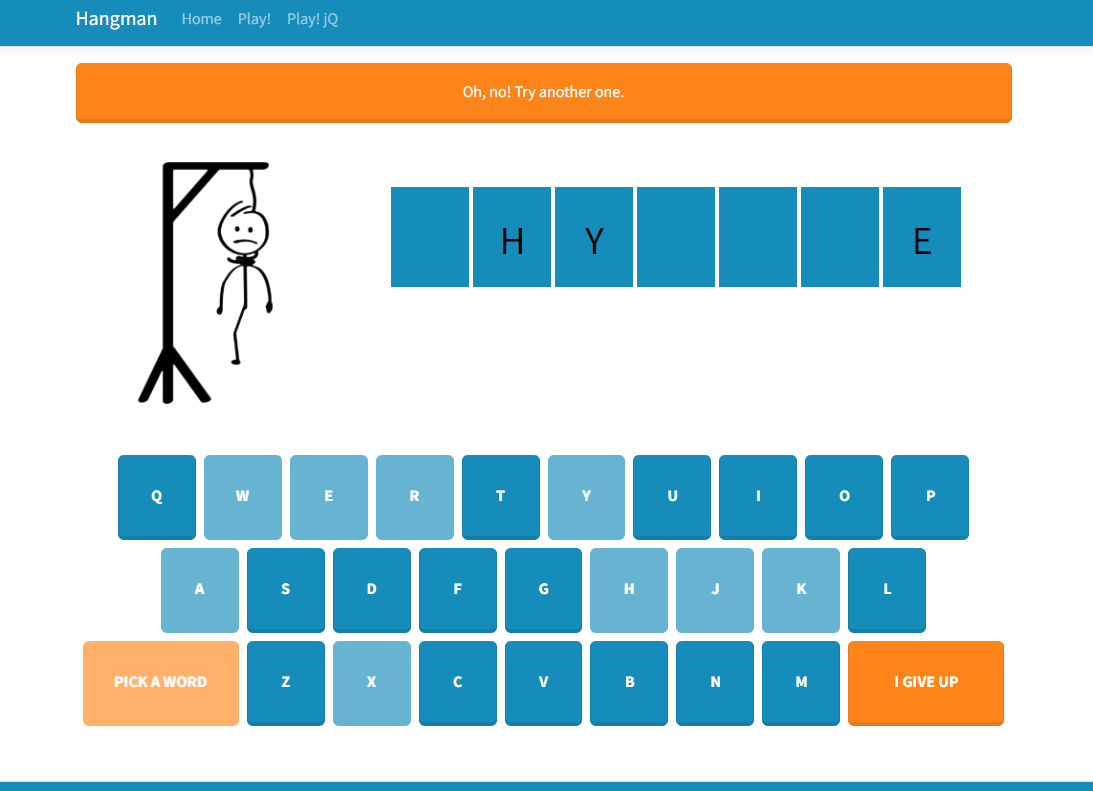 Hangman Home Play! Play! jQ
Oh, no! Try another one.
H Y E
Q W E R T Y U I O P
A S D F G H J K L
PICK A WORD Z X C V B N M I GIVE UP